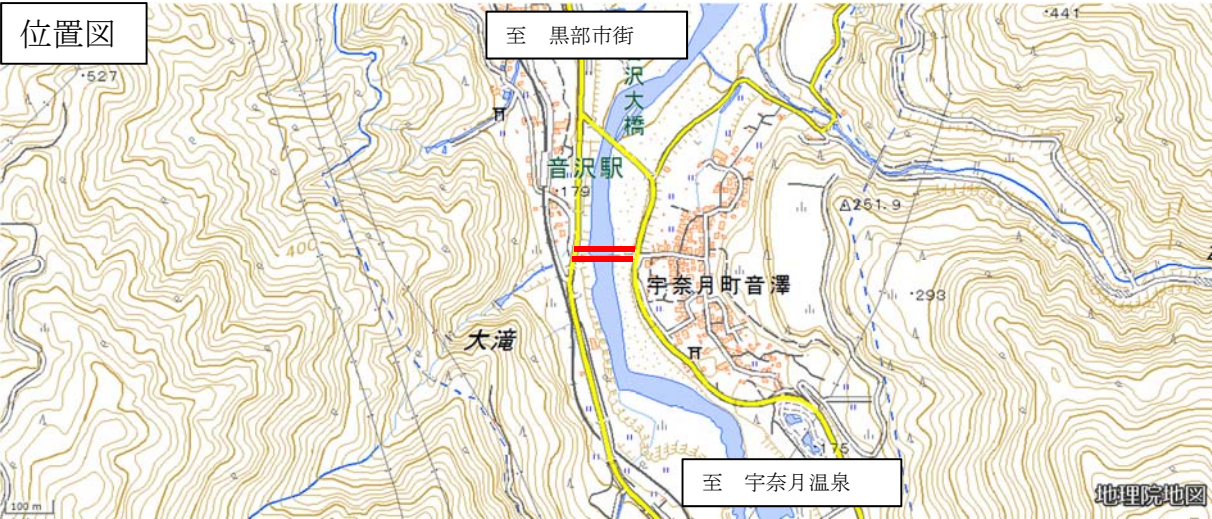 位置図
至　黒部市街
・441
・527
沢大橋
音沢駅
・179
△251.9
400
宇奈月町音澤
・293
大滝
・175
至　宇奈月温泉
100 m
地理院地図